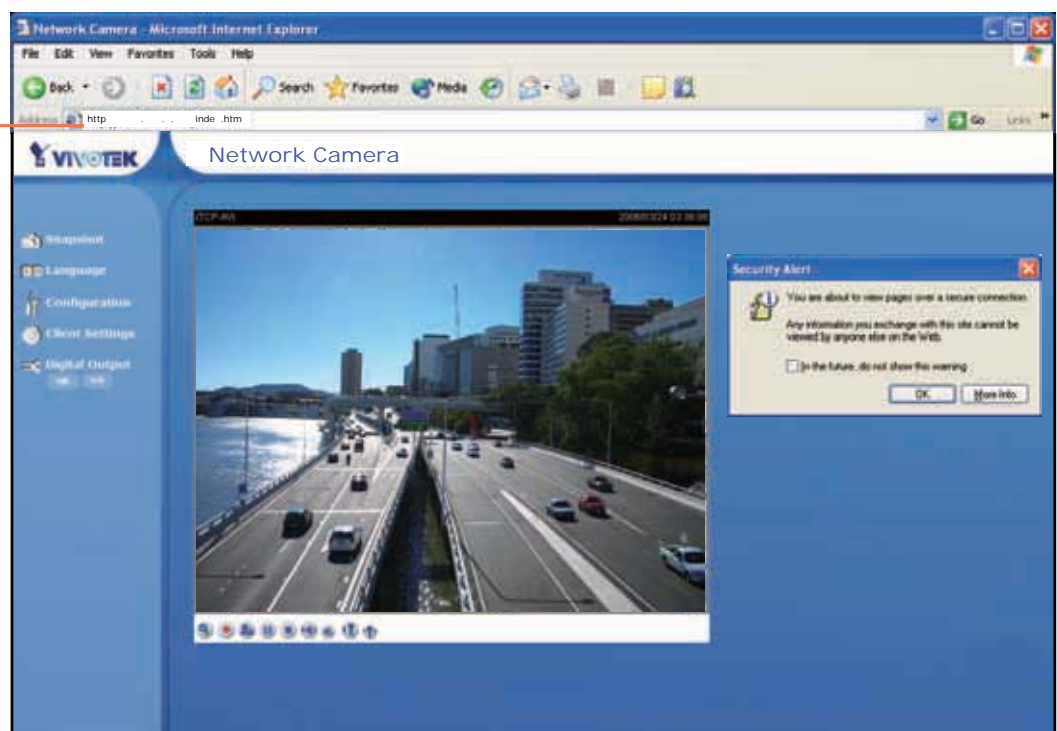 Network Camera - Microsoft Internet Explorer
File Edit View Favorites Tools Help
Back Search Favorites Media
Address http . . . inde .htm Go Links
VIVOTEK Network Camera
(TCP-AV)
Snapshot
Language
Configuration
Client Settings
Digital Output
Security Alert
You are about to view pages over a secure connection.
Any information you exchange with this site cannot be
viewed by anyone else on the Web.
In the future, do not show this warning
OK More Info